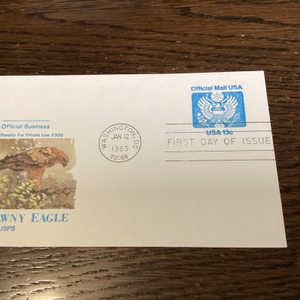 Official Business
Penalty For Private Use $300
WASHINGTON, DC
JAN 12
1983
20066
Official Mail USA
USA 13c
FIRST DAY OF ISSUE
WNY EAGLE
USPS